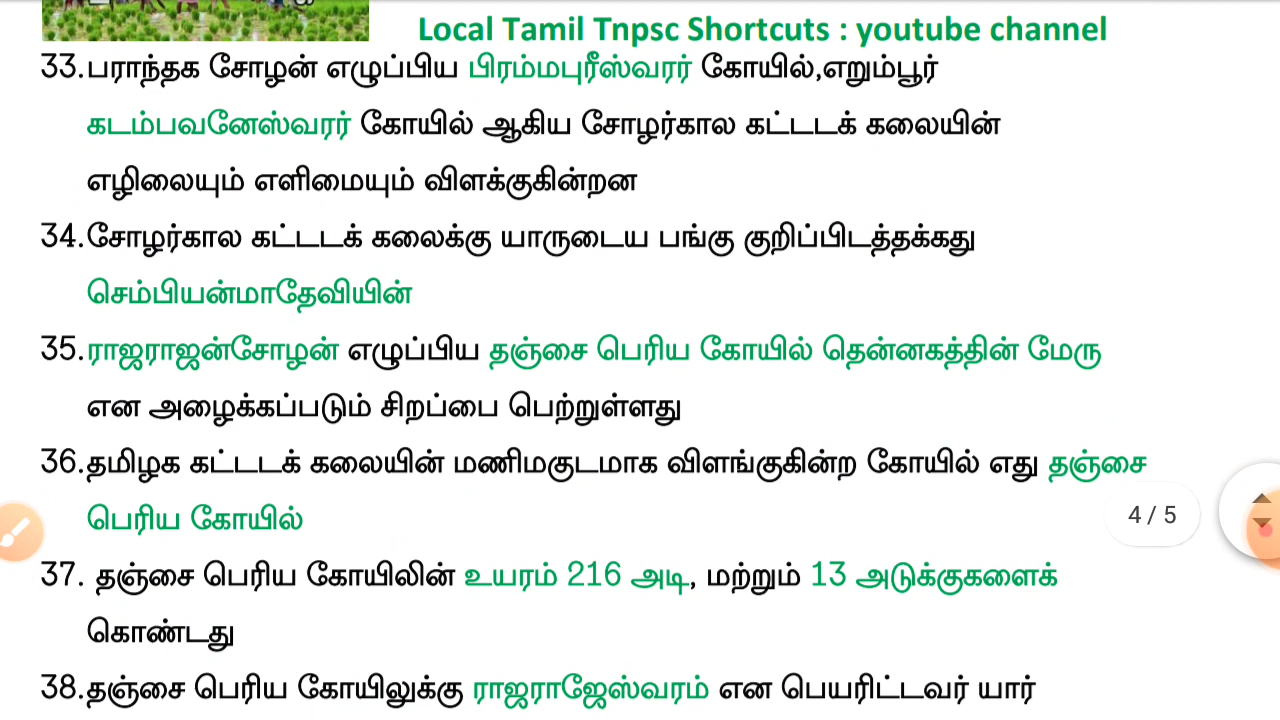 Local Tamil Tnpsc Shortcuts : youtube channel
33.பராந்தக சோழன் எழுப்பிய பிரம்மபுரீஸ்வரர் கோயில்,எறும்பூர்
கடம்பவனேஸ்வரர் கோயில் ஆகிய சோழர்கால கட்டடக் கலையின்
எழிலையும் எளிமையும் விளக்குகின்றன
34.சோழர்கால கட்டடக் கலைக்கு யாருடைய பங்கு குறிப்பிடத்தக்கது
செம்பியன்மாதேவியின்
35.ராஜராஜன்சோழன் எழுப்பிய தஞ்சை பெரிய கோயில் தென்னகத்தின் மேரு
என அழைக்கப்படும் சிறப்பை பெற்றுள்ளது
36.தமிழக கட்டடக் கலையின் மணிமகுடமாக விளங்குகின்ற கோயில் எது தஞ்சை
பெரிய கோயில்
4 / 5
37. தஞ்சை பெரிய கோயிலின் உயரம் 216 அடி, மற்றும் 13 அடுக்குகளைக்
கொண்டது
38.தஞ்சை பெரிய கோயிலுக்கு ராஜராஜேஸ்வரம் என பெயரிட்டவர் யார்